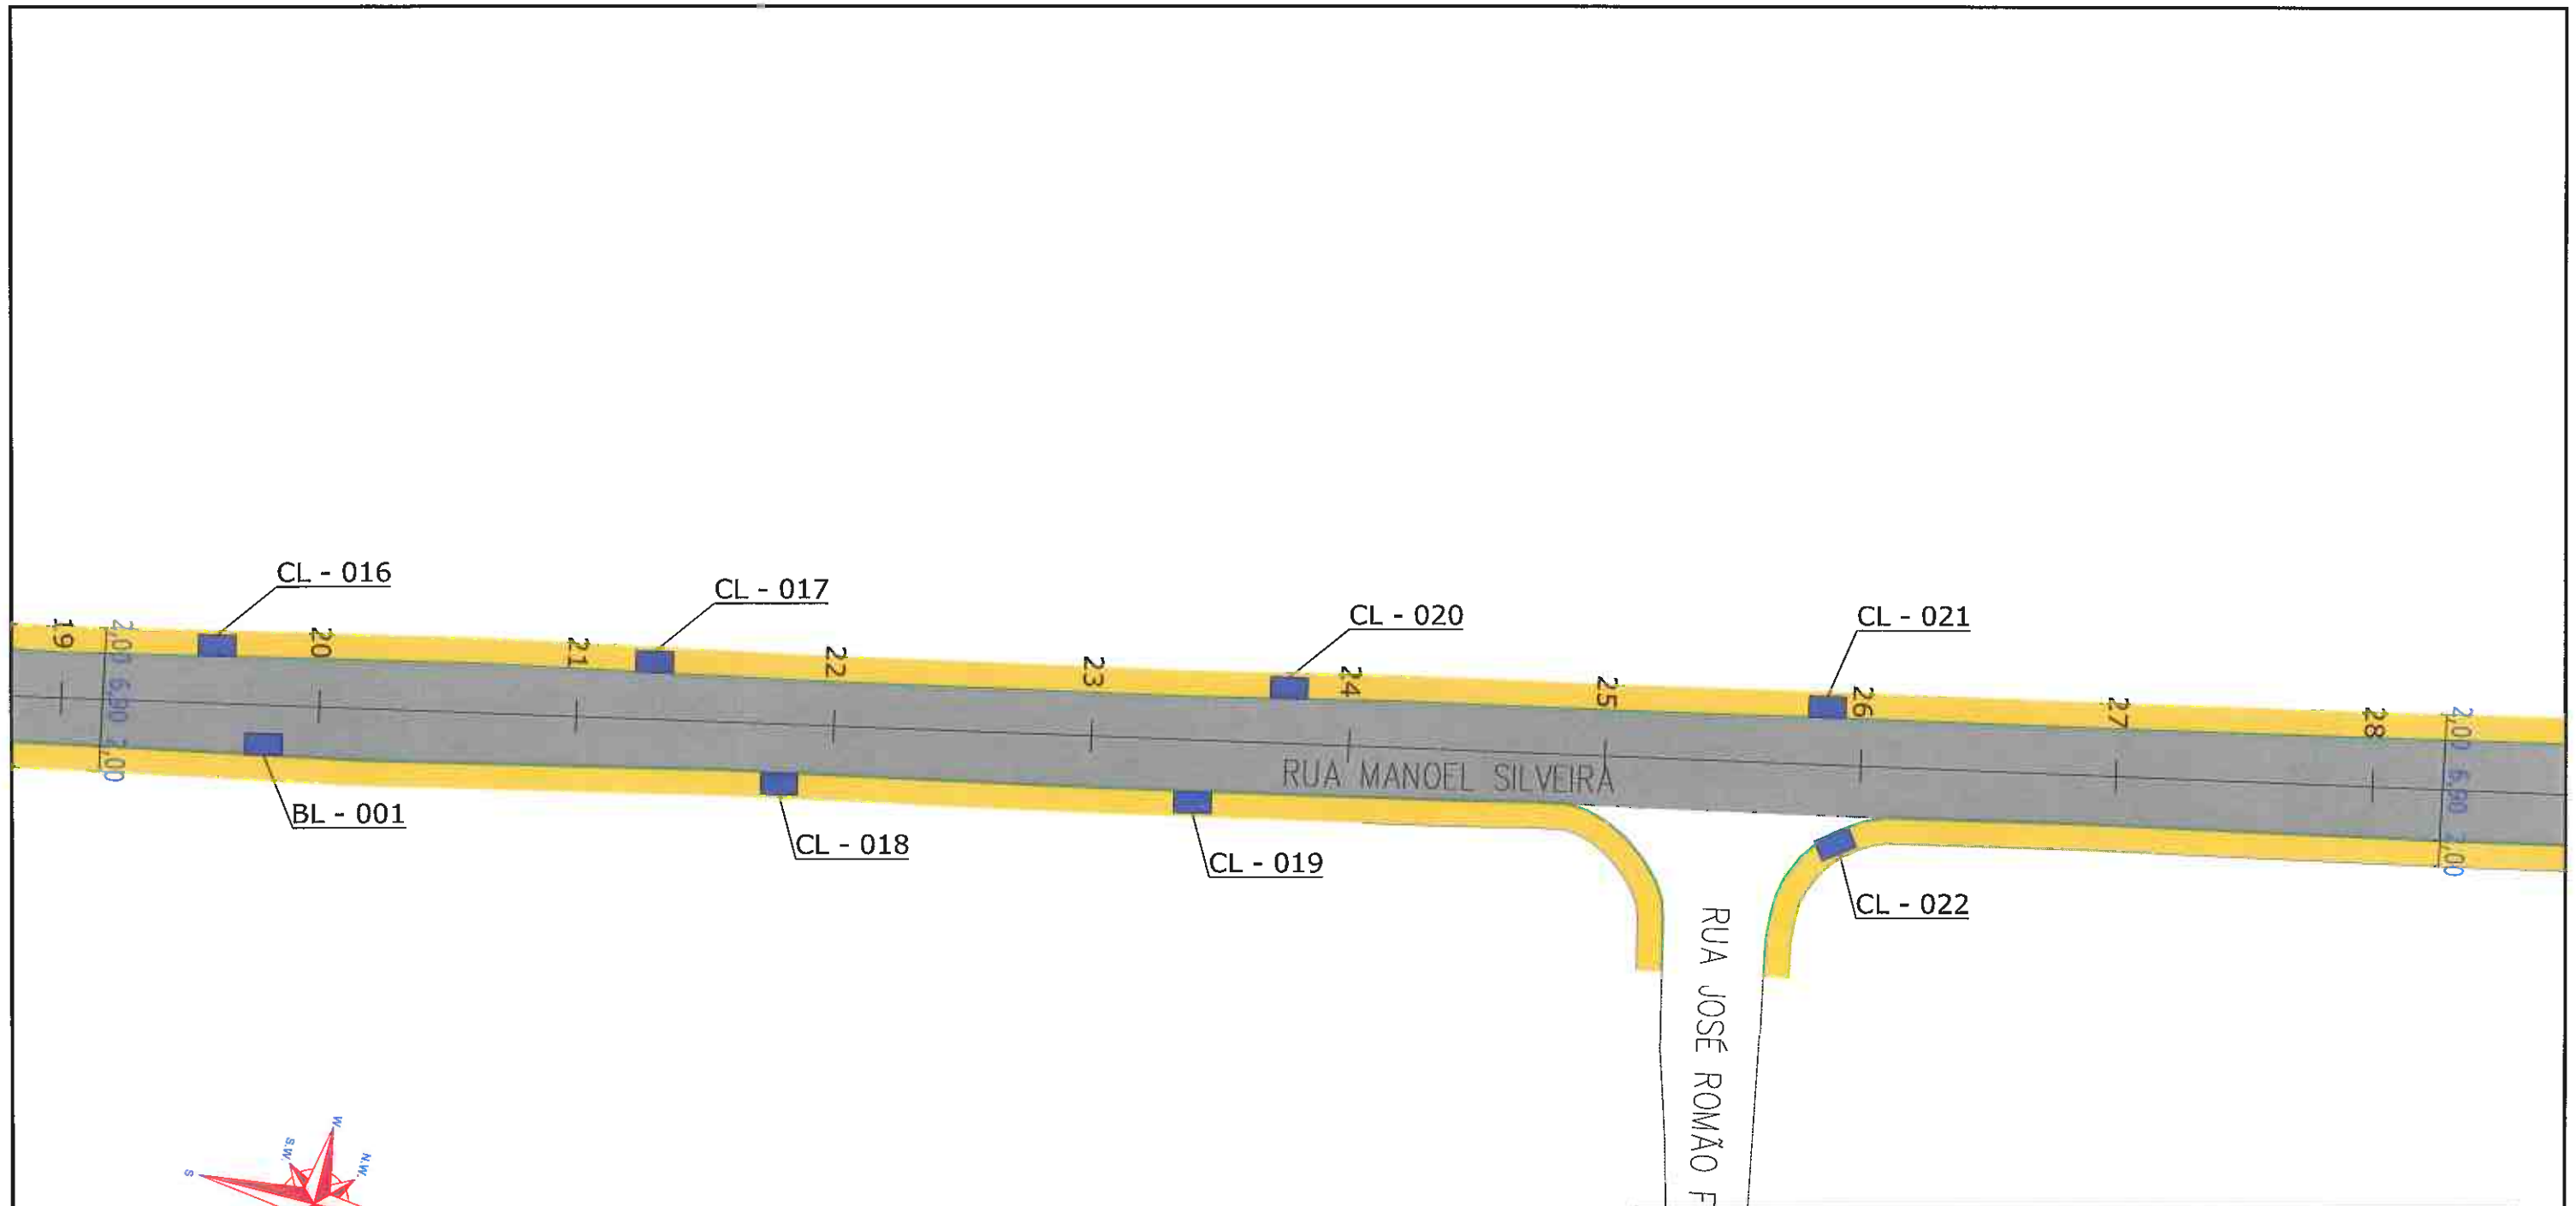 CL - 016
CL - 017
CL - 020
CL - 021
19
2,00
6,90
2,00
20
21
22
23
24
25
26
27
28
2,00
6,90
2,00
RUA MANOEL SILVEIRA
BL - 001
CL - 018
CL - 019
CL - 022
RUA JOSÉ ROMÃO F
W.
S.W.
N.W.
S